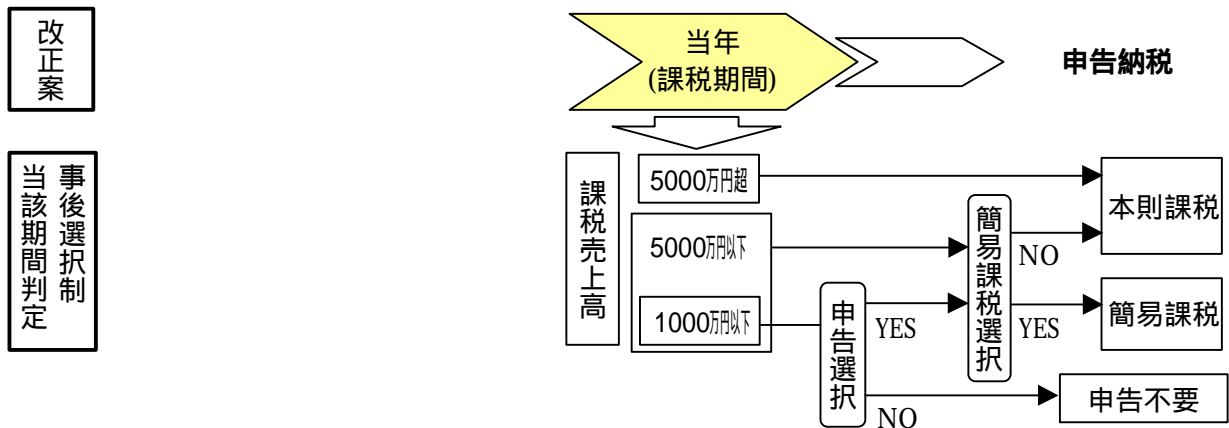 改正案
当年
(課税期間)
申告納税
事後選択制
当該期間判定
課税売上高
5000万円超
5000万円以下
1000万円以下
申告選択
YES
NO
簡易課税選択
NO
YES
本則課税
簡易課税
申告不要